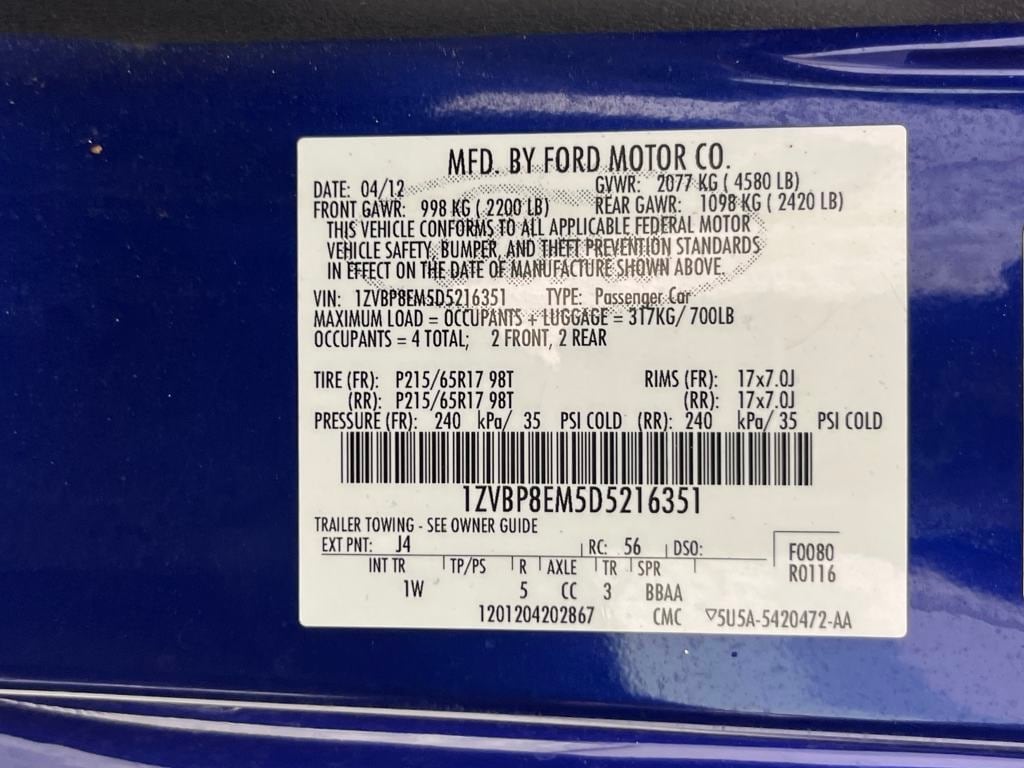 MFD. BY FORD MOTOR CO.
DATE: 04/12 GVWR: 2077 KG ( 4580 LB)
FRONT GAWR: 998 KG ( 2200 LB) REAR GAWR: 1098 KG ( 2420 LB)
THIS VEHICLE CONFORMS TO ALL APPLICABLE FEDERAL MOTOR
VEHICLE SAFETY, BUMPER, AND THEFT PREVENTION STANDARDS
IN EFFECT ON THE DATE OF MANUFACTURE SHOWN ABOVE.
VIN: 1ZVBP8EM5D5216351 TYPE: Passenger Car
MAXIMUM LOAD = OCCUPANTS + LUGGAGE = 317KG/ 700LB
OCCUPANTS = 4 TOTAL; 2 FRONT, 2 REAR
TIRE (FR): P215/65R17 98T RIMS (FR): 17x7.0J
(RR): P215/65R17 98T (RR): 17x7.0J
PRESSURE (FR): 240 kPa/ 35 PSI COLD (RR): 240 kPa/ 35 PSI COLD
1ZVBP8EM5D5216351
TRAILER TOWING - SEE OWNER GUIDE
EXT PNT: J4 RC: 56 DSO: F0080
INT TR TP/PS R AXLE TR SPR R0116
1W 5 CC 3 BBAA
1201204202867 CMC ▽5U5A-5420472-AA